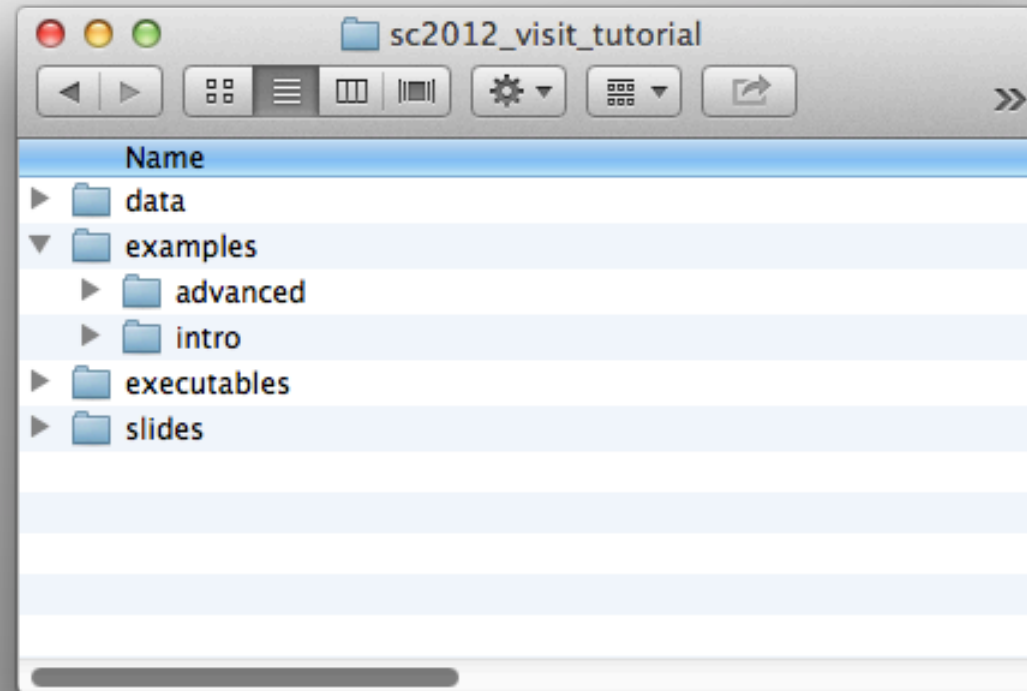 sc2012_visit_tutorial
Name
data
examples
advanced
intro
executables
slides